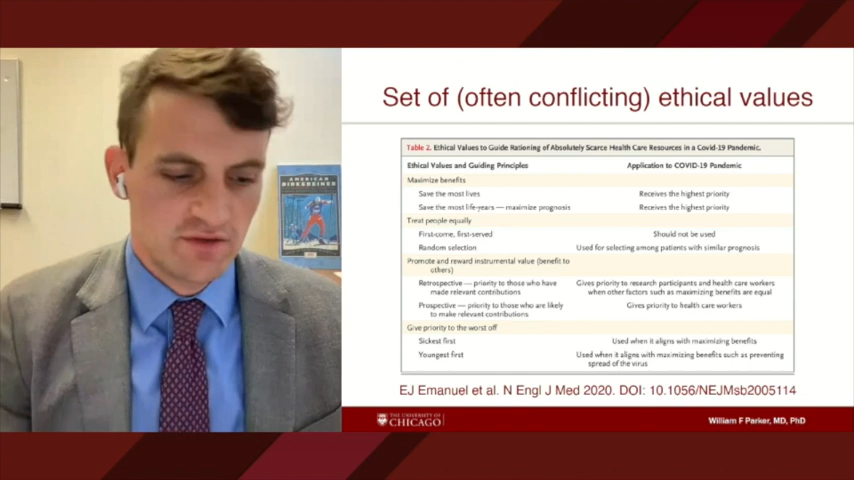 AMERICAN
BIRKEBEINER
Set of (often conflicting) ethical values
Table 2. Ethical Values to Guide Rationing of Absolutely Scarce Health Care Resources in a Covid-19 Pandemic.
Ethical Values and Guiding Principles Application to COVID-19 Pandemic
Maximize benefits
Save the most lives Receives the highest priority
Save the most life-years — maximize prognosis Receives the highest priority
Treat people equally
First-come, first-served Should not be used
Random selection Used for selecting among patients with similar prognosis
Promote and reward instrumental value (benefit to
others)
Retrospective — priority to those who have Gives priority to research participants and health care workers
made relevant contributions when other factors such as maximizing benefits are equal
Prospective — priority to those who are likely Gives priority to health care workers
to make relevant contributions
Give priority to the worst off
Sickest first Used when it aligns with maximizing benefits
Youngest first Used when it aligns with maximizing benefits such as preventing
spread of the virus
EJ Emanuel et al. N Engl J Med 2020. DOI: 10.1056/NEJMsb2005114
THE UNIVERSITY OF
CHICAGO
William F Parker, MD, PhD